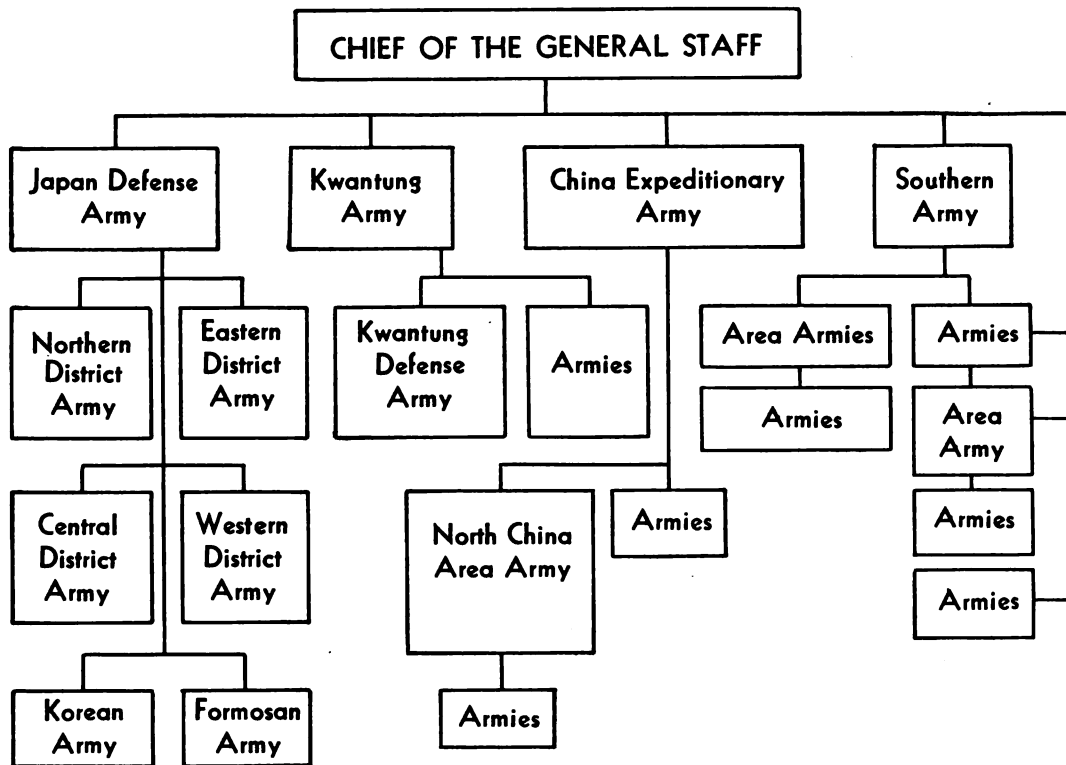 CHIEF OF THE GENERAL STAFF
Japan Defense
Army
Kwantung
Army
China Expeditionary
Army
Southern
Army
Northern
District
Army
Eastern
District
Army
Kwantung
Defense
Army
Armies
Area Armies
Armies
Armies
Area
Army
Armies
Armies
Central
District
Army
Western
District
Army
North China
Area Army
Armies
Armies
Korean
Army
Formosan
Army